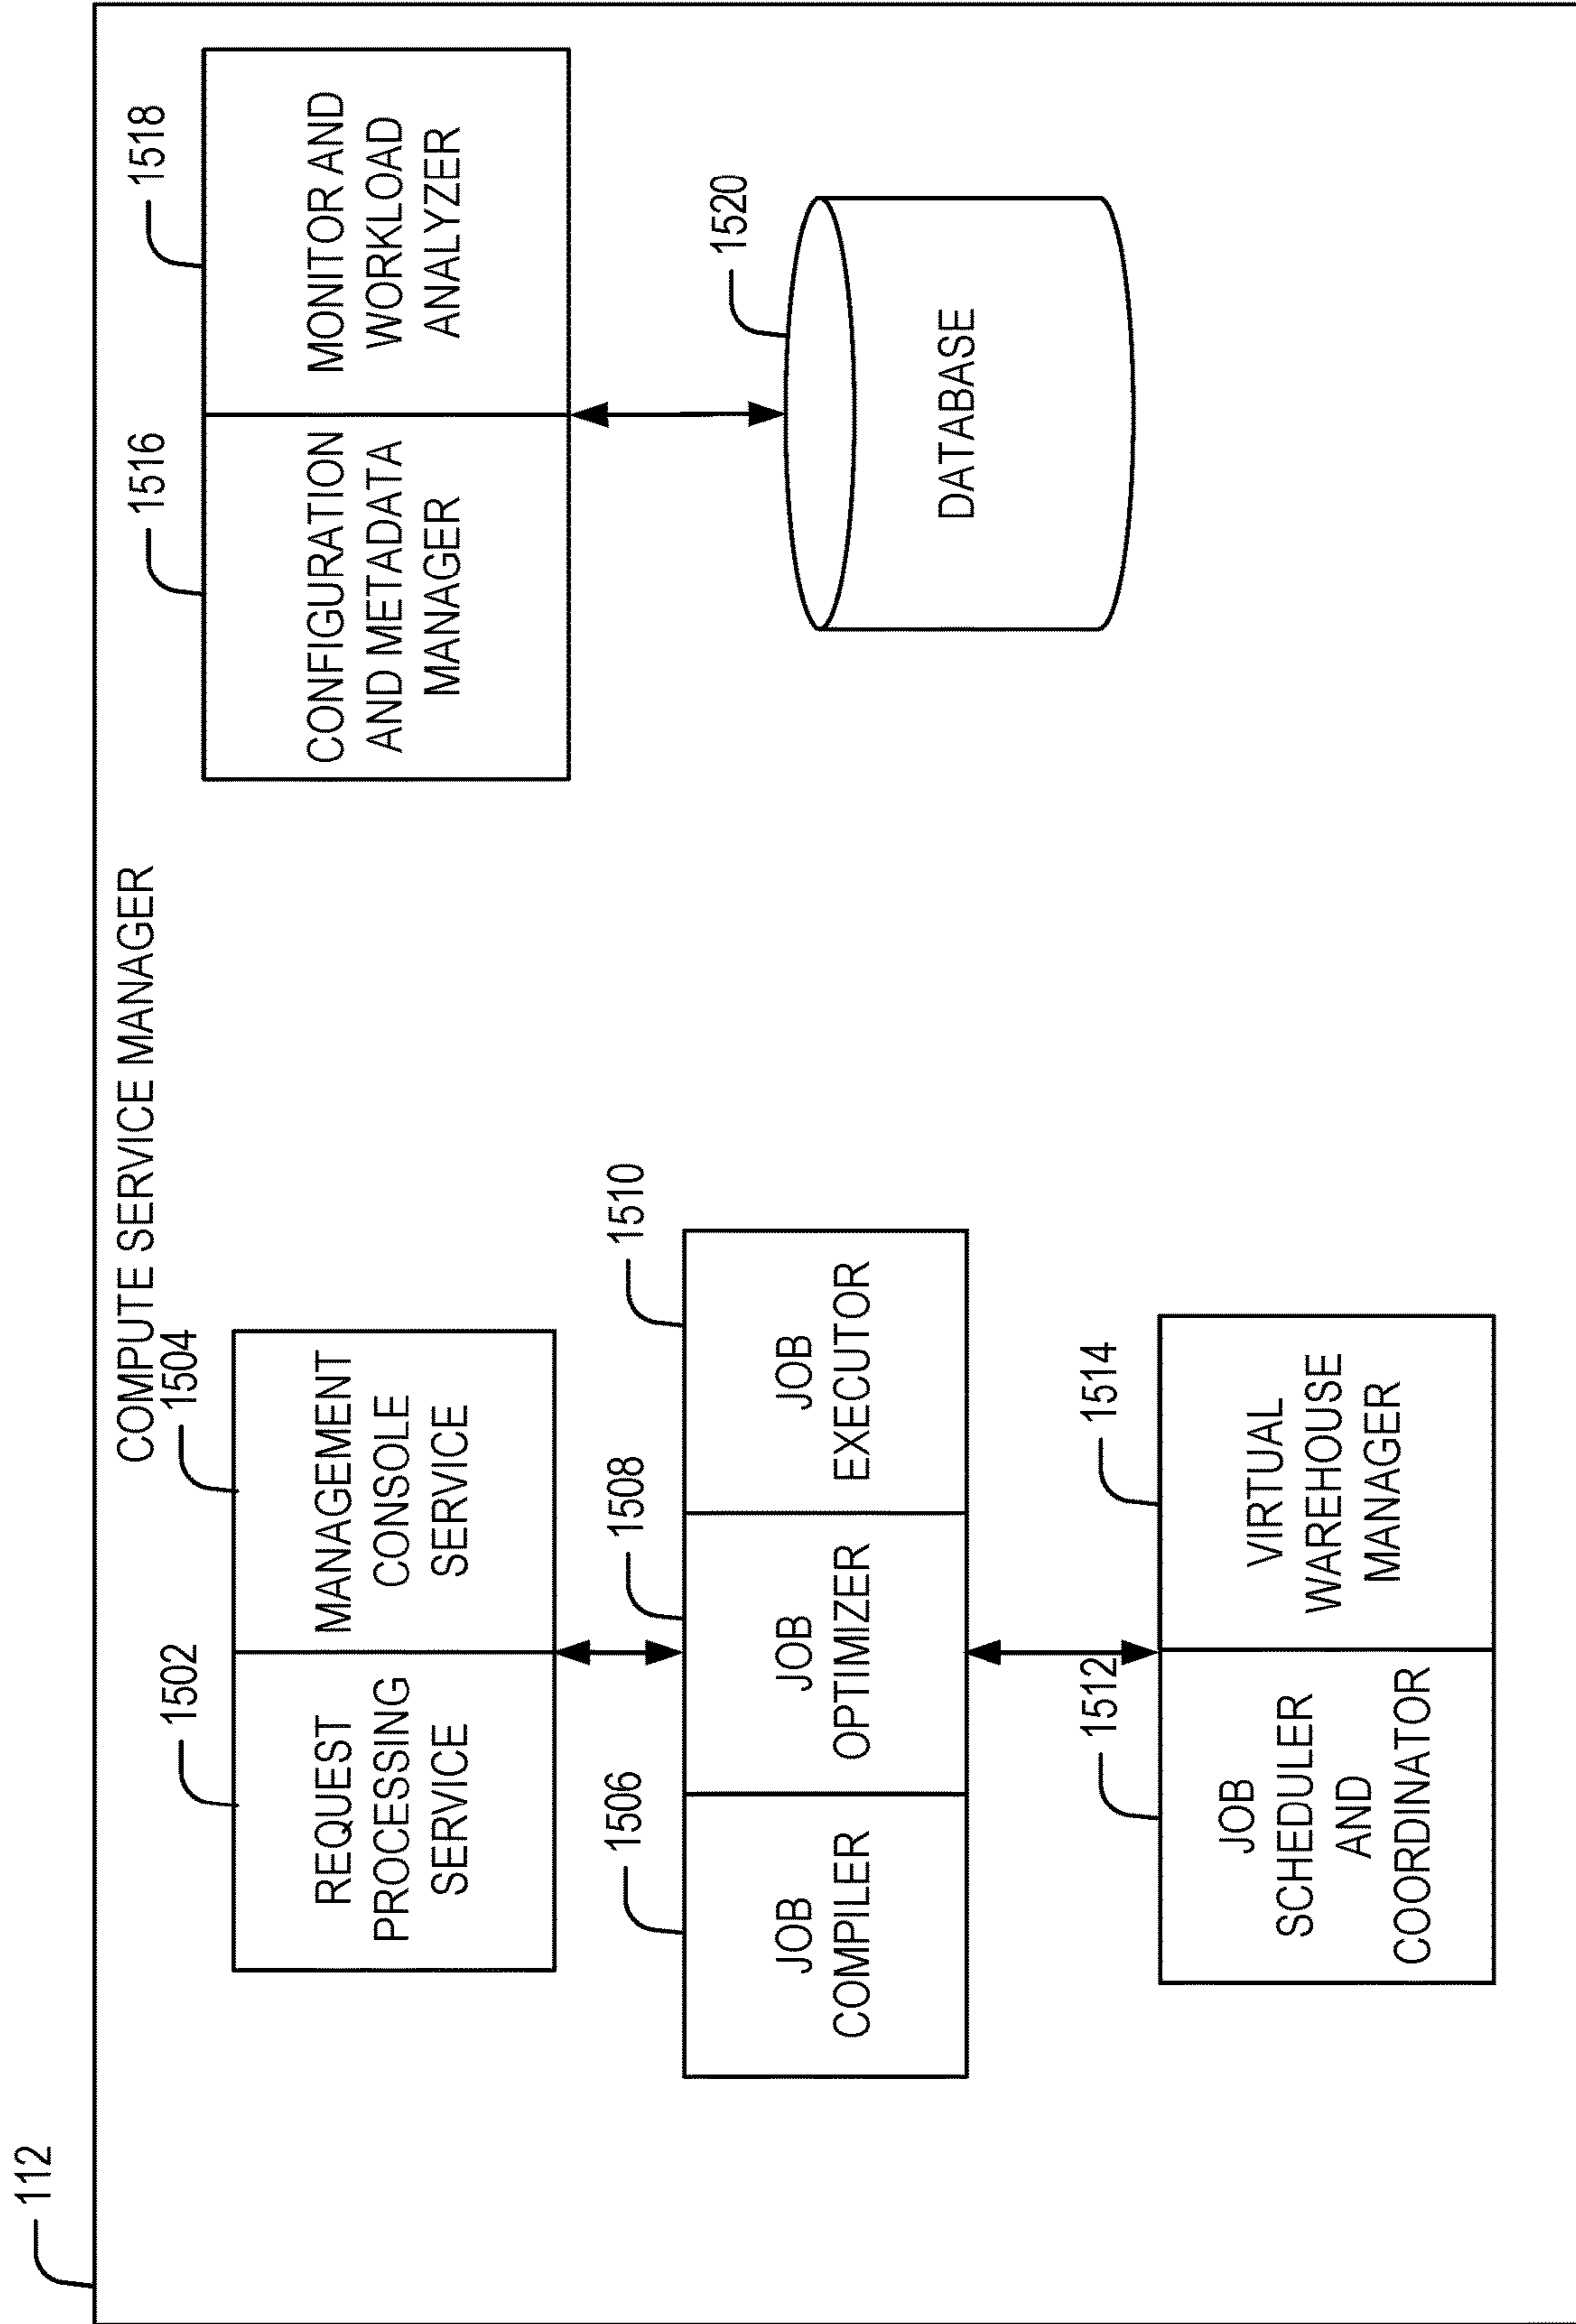 112
COMPUTE SERVICE MANAGER
1502
1504
REQUEST
PROCESSING
SERVICE
MANAGEMENT
CONSOLE
SERVICE
1506
1508
1510
JOB
COMPILER
JOB
OPTIMIZER
JOB
EXECUTOR
1512
1514
JOB
SCHEDULER
AND
COORDINATOR
VIRTUAL
WAREHOUSE
MANAGER
1516
1518
CONFIGURATION
AND METADATA
MANAGER
MONITOR AND
WORKLOAD
ANALYZER
1520
DATABASE